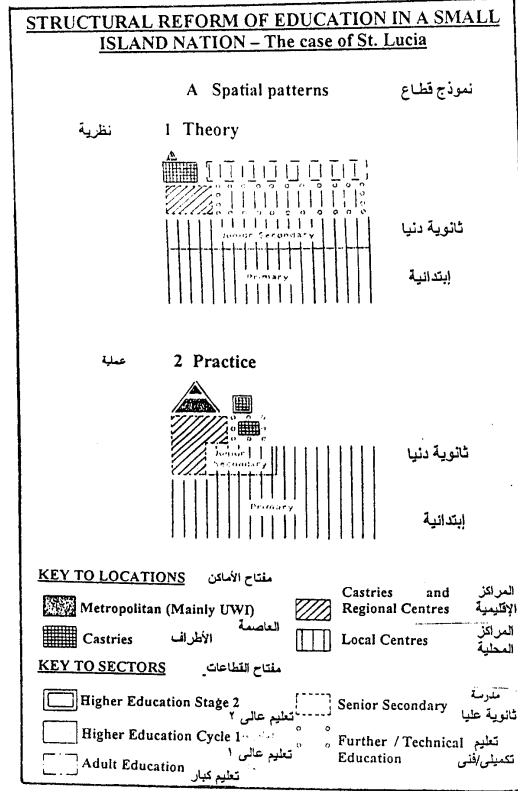 STRUCTURAL REFORM OF EDUCATION IN A SMALL
ISLAND NATION – The case of St. Lucia
A Spatial patterns نموذج قطاع
نظرية 1 Theory
Junior Secondary ثانوية دنيا
Primary إبتدائية
عملية 2 Practice
Junior
Secondary ثانوية دنيا
Primary إبتدائية
KEY TO LOCATIONS مفتاح الأماكن
Metropolitan (Mainly UWI) العاصمة
Castries الأطراف
Castries and
Regional Centres المراكز الإقليمية
Local Centres المراكز المحلية
KEY TO SECTORS مفتاح القطاعات
Higher Education Stage 2
تعليم عالى ٢
Higher Education Cycle 1
تعليم عالى ١
Adult Education
تعليم كبار
Senior Secondary مدرسة
ثانوية عليا
Further / Technical تعليم
Education تكميلى/فنى